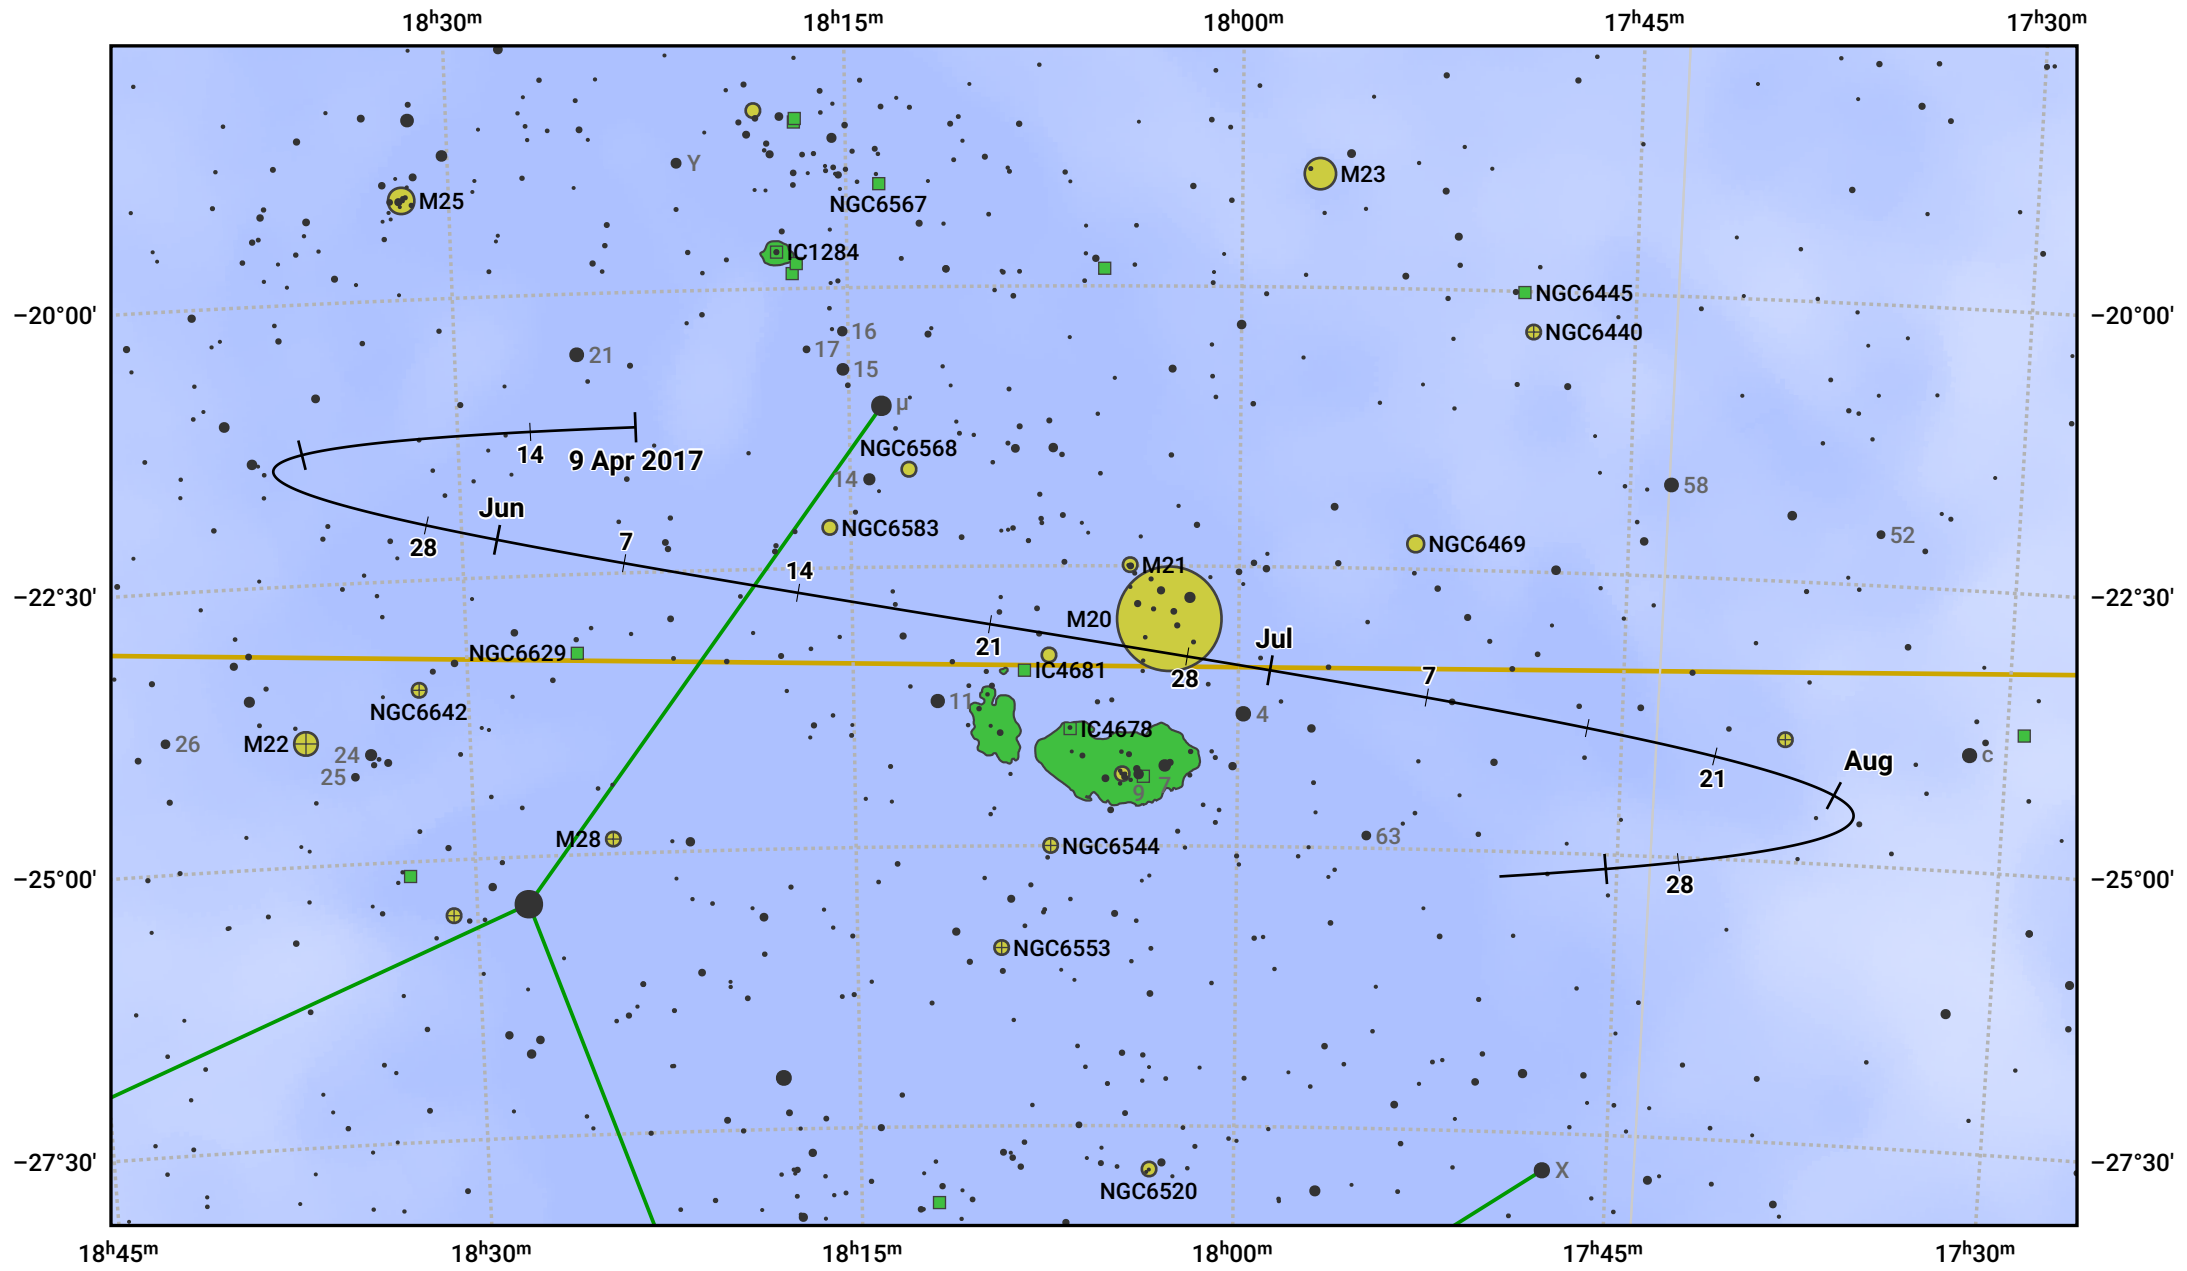 18ʰ30ᵐ 18ʰ15ᵐ 18ʰ00ᵐ 17ʰ45ᵐ 17ʰ30ᵐ
Y
M23
M25
NGC6567
IC1284
NGC6445
−20°00' −20°00'
16
NGC6440
17
21
15
μ
NGC6568
14
9 Apr 2017
14
58
Jun
NGC6583
52
7
NGC6469
28
M21
14
−22°30' −22°30'
M20
Jul
21
NGC6629
IC4681
28
7
11
NGC6642
4
IC4678
M22
26
24
c
Aug
25
21
7
9
63
M28
NGC6544
−25°00' −25°00'
28
NGC6553
−27°30' −27°30'
X
NGC6520
18ʰ45ᵐ 18ʰ30ᵐ 18ʰ15ᵐ 18ʰ00ᵐ 17ʰ45ᵐ 17ʰ30ᵐ